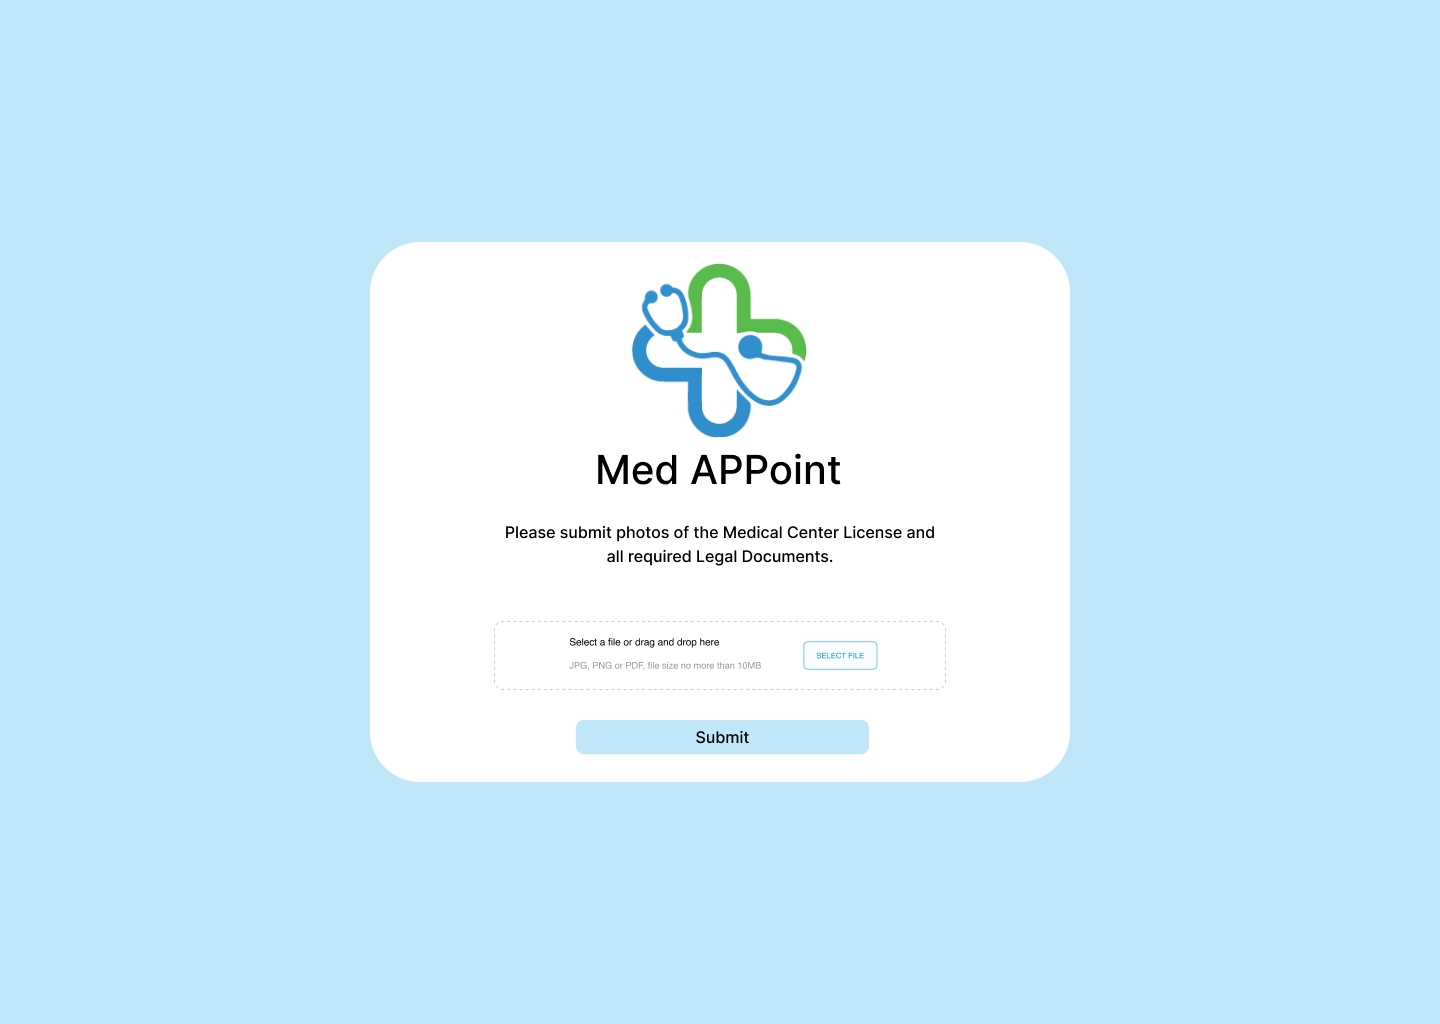 Med APPoint
Please submit photos of the Medical Center License and
all required Legal Documents.
Select a file or drag and drop here
JPG, PNG or PDF, file size no more than 10MB
SELECT FILE
Submit